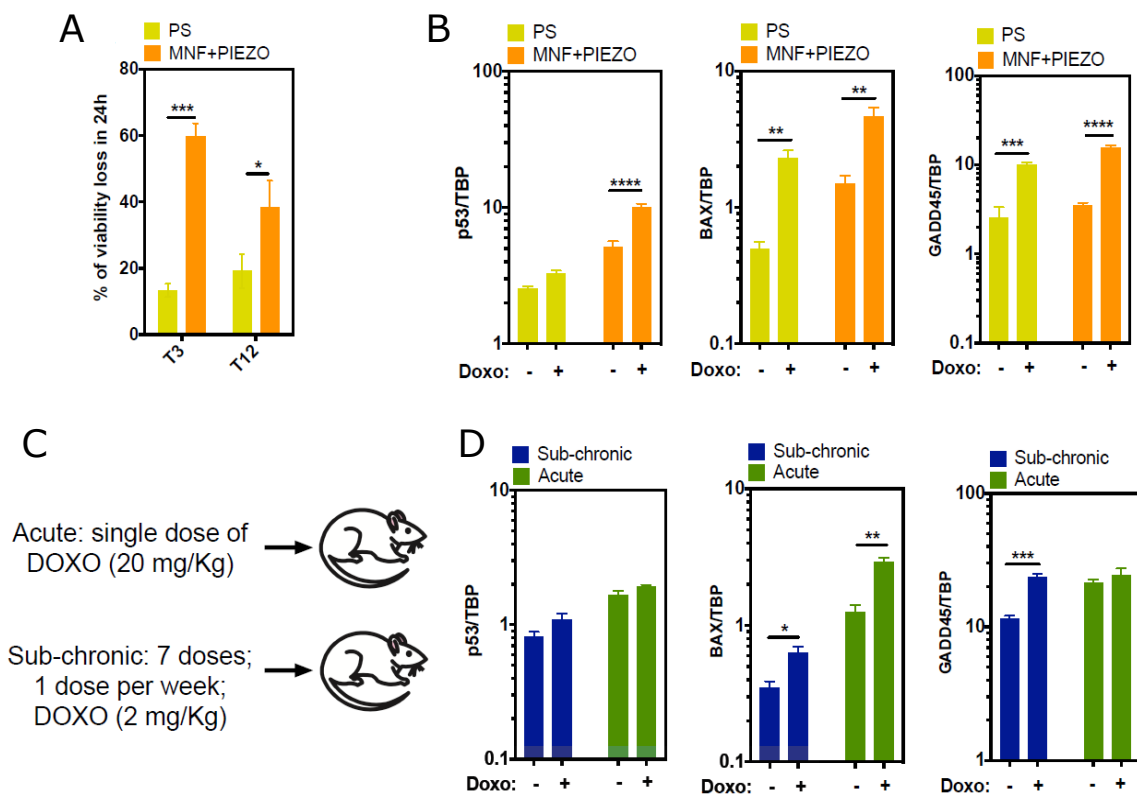 A
PS
MNF+PIEZO
% of viability loss in 24h
80
60
40
20
0
***
*
T3
T12
B
PS
MNF+PIEZO
p53/TBP
100
10
1
****
Doxo: - + - +
PS
MNF+PIEZO
BAX/TBP
10
1
0.1
**
**
Doxo: - + - +
PS
MNF+PIEZO
GADD45/TBP
100
10
1
0.1
***
****
Doxo: - + - +
C
Acute: single dose of
DOXO (20 mg/Kg)
Sub-chronic: 7 doses;
1 dose per week;
DOXO (2 mg/Kg)
D
Sub-chronic
Acute
p53/TBP
10
1
0.1
Doxo: - + - +
Sub-chronic
Acute
BAX/TBP
10
1
0.1
*
**
Doxo: - + - +
Sub-chronic
Acute
GADD45/TBP
100
10
1
***
Doxo: - + - +